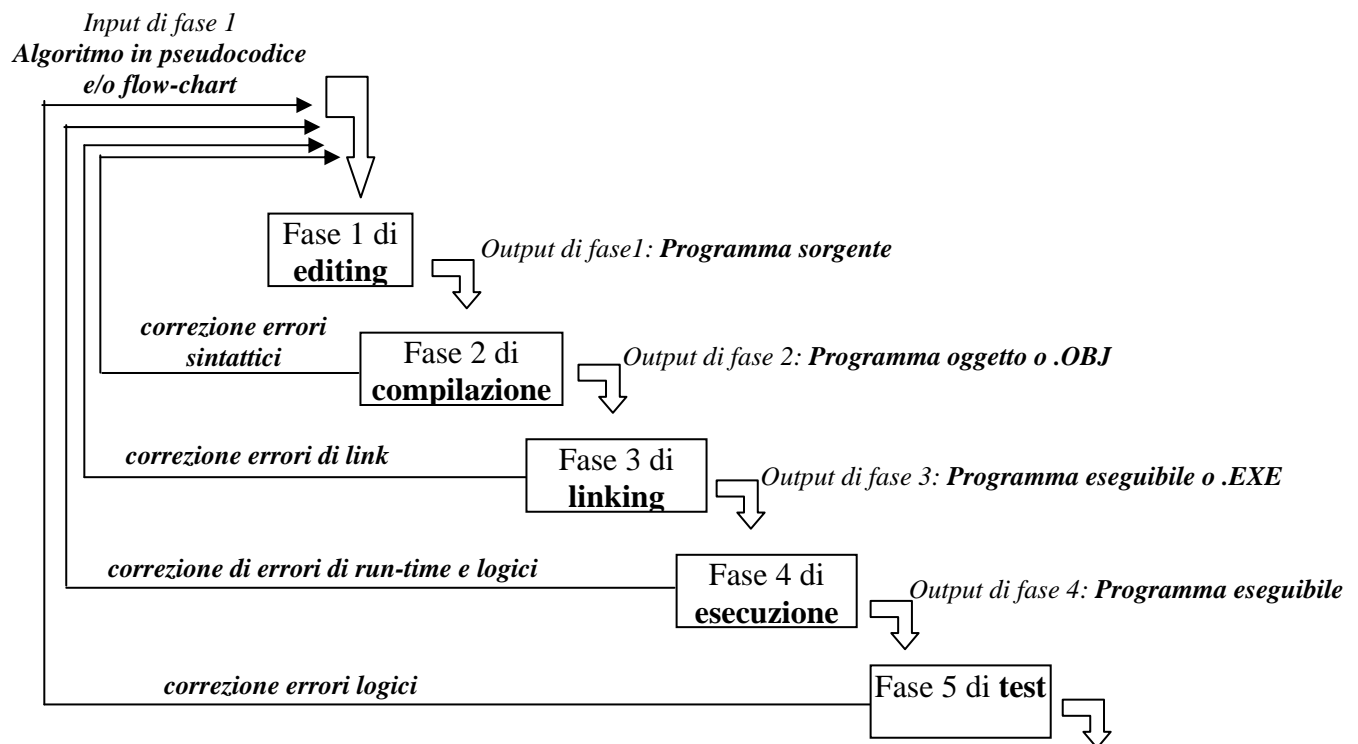 Input di fase 1
Algoritmo in pseudocodice
e/o flow-chart
Fase 1 di
editing
Output di fase1: Programma sorgente
correzione errori
sintattici
Fase 2 di
compilazione
Output di fase 2: Programma oggetto o .OBJ
correzione errori di link
Fase 3 di
linking
Output di fase 3: Programma eseguibile o .EXE
correzione di errori di run-time e logici
Fase 4 di
esecuzione
Output di fase 4: Programma eseguibile
correzione errori logici
Fase 5 di test